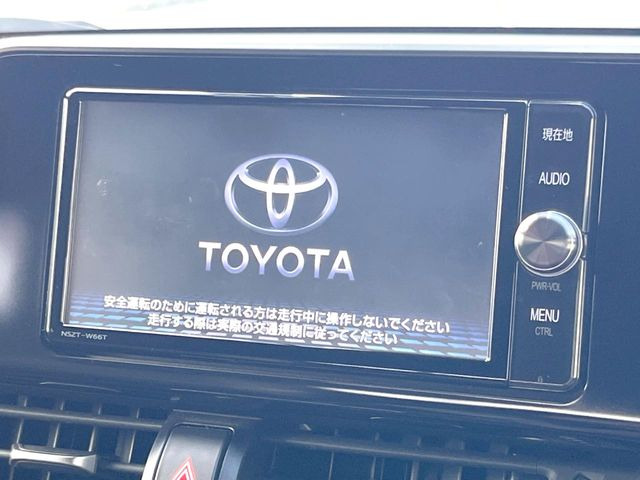 現在地
AUDIO
TOYOTA
PWR-VOL
安全運転のために運転される方は走行中に操作しないでください
走行する際は実際の交通規制に従ってください
MENU
CTRL
NSZT-W66T